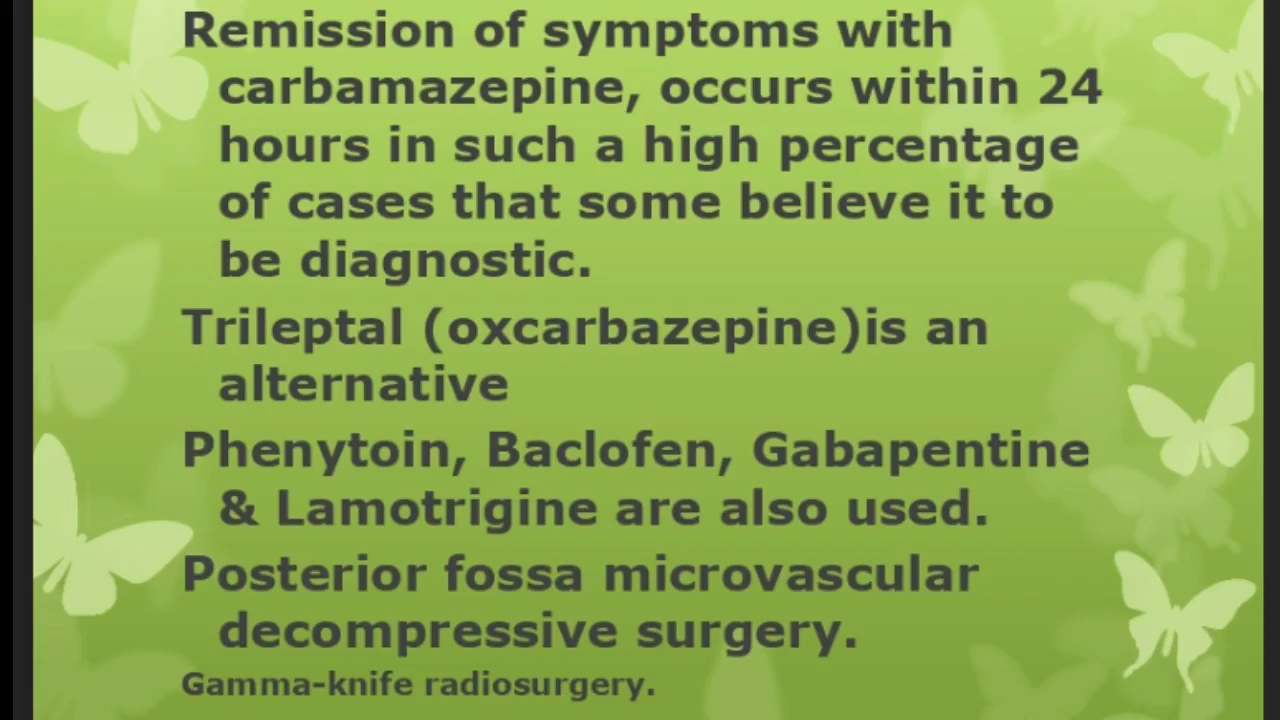 Remission of symptoms with
carbamazepine, occurs within 24
hours in such a high percentage
of cases that some believe it to
be diagnostic.
Trileptal (oxcarbazepine)is an
alternative
Phenytoin, Baclofen, Gabapentine
& Lamotrigine are also used.
Posterior fossa microvascular
decompressive surgery.
Gamma-knife radiosurgery.